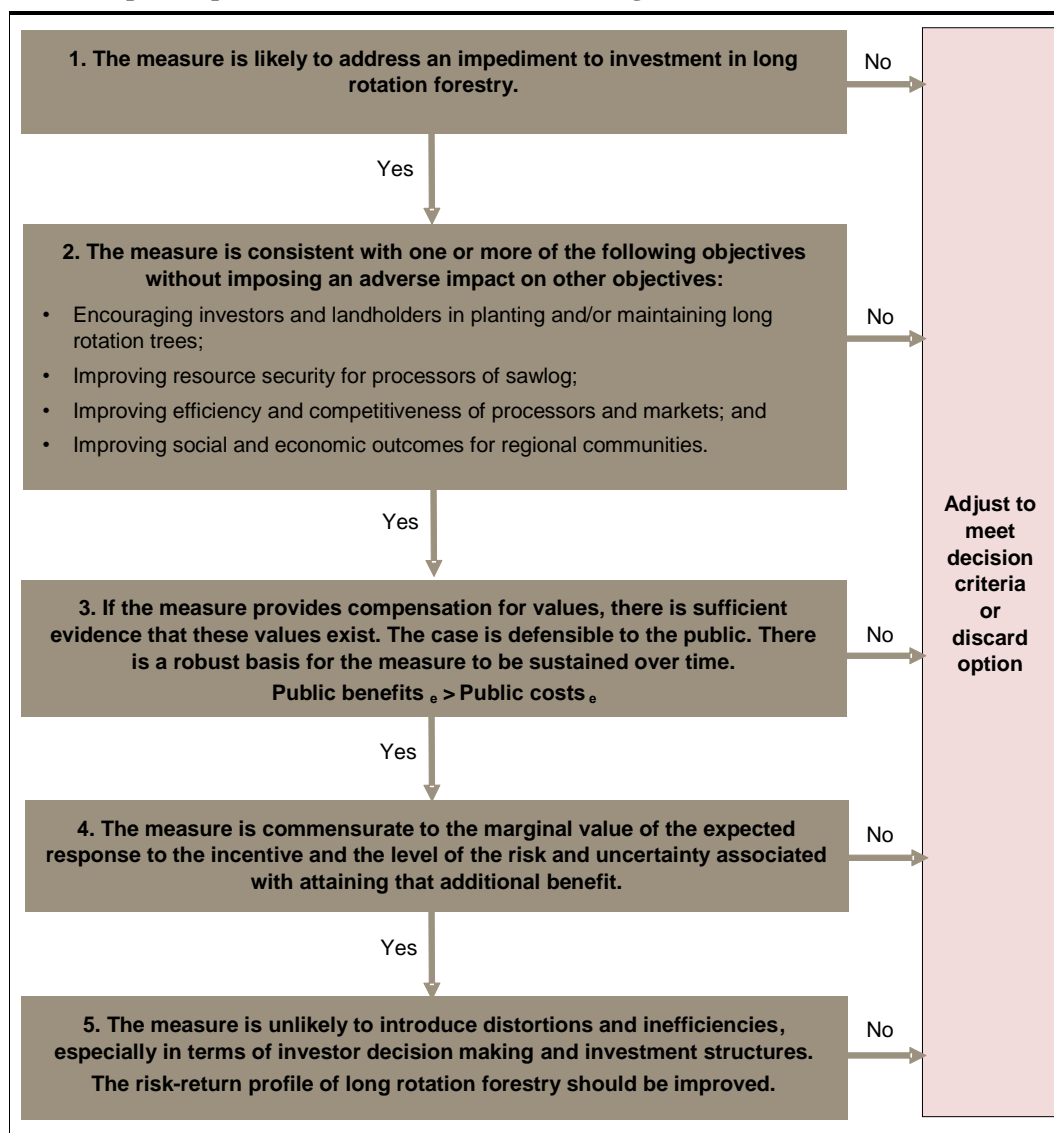 1. The measure is likely to address an impediment to investment in long
rotation forestry.
No
Yes
2. The measure is consistent with one or more of the following objectives
without imposing an adverse impact on other objectives:
• Encouraging investors and landholders in planting and/or maintaining long
rotation trees;
• Improving resource security for processors of sawlog;
• Improving efficiency and competitiveness of processors and markets; and
• Improving social and economic outcomes for regional communities.
No
Yes
3. If the measure provides compensation for values, there is sufficient
evidence that these values exist. The case is defensible to the public. There
is a robust basis for the measure to be sustained over time.
Public benefits e > Public costs e
No
Yes
4. The measure is commensurate to the marginal value of the expected
response to the incentive and the level of the risk and uncertainty associated
with attaining that additional benefit.
No
Yes
5. The measure is unlikely to introduce distortions and inefficiencies,
especially in terms of investor decision making and investment structures.
The risk-return profile of long rotation forestry should be improved.
No
Adjust to
meet
decision
criteria
or
discard
option